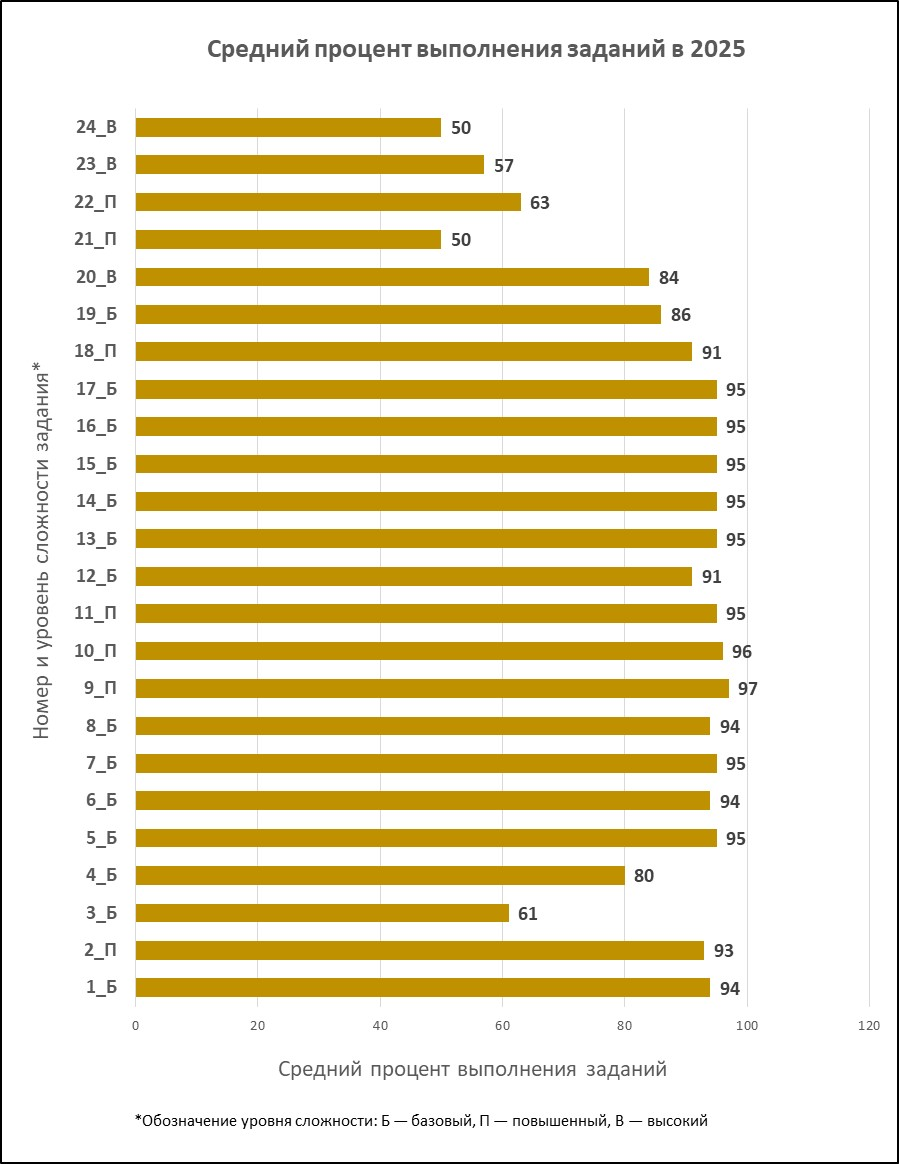 Средний процент выполнения заданий в 2025
24_В 50
23_В 57
22_П 63
21_П 50
20_В 84
19_Б 86
18_П 91
17_Б 95
16_Б 95
15_Б 95
14_Б 95
13_Б 95
12_Б 91
11_П 95
10_П 96
9_П 97
8_Б 94
7_Б 95
6_Б 94
5_Б 95
4_Б 80
3_Б 61
2_П 93
1_Б 94
0 20 40 60 80 100 120
Номер и уровень сложности задания*
Средний процент выполнения заданий
*Обозначение уровня сложности: Б — базовый, П — повышенный, В — высокий